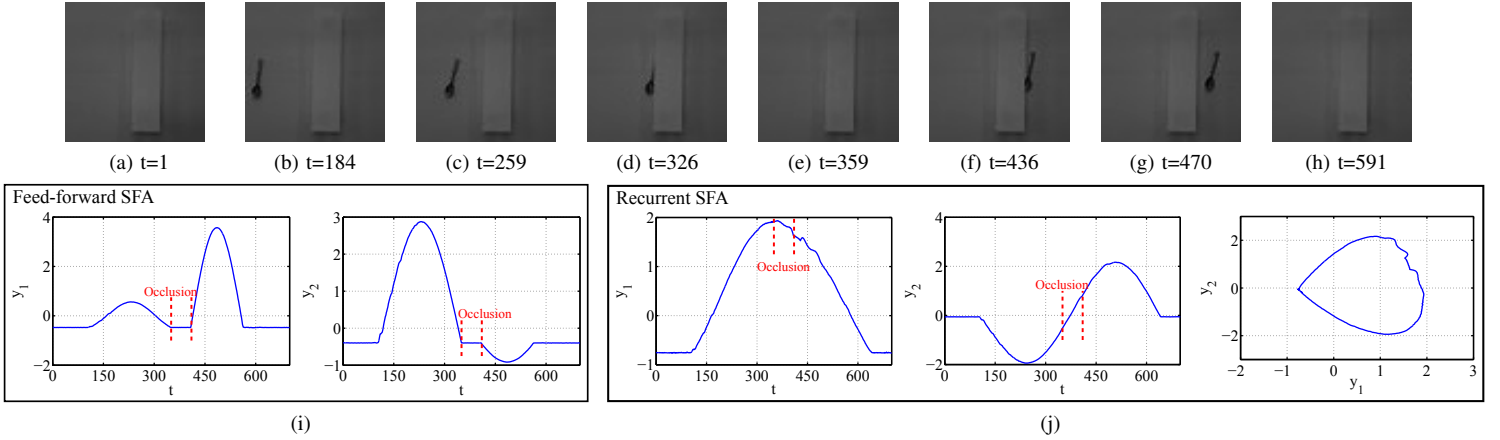 (a) t=1
(b) t=184
(c) t=259
(d) t=326
(e) t=359
(f) t=436
(g) t=470
(h) t=591
Feed-forward SFA
4
2
0
−2
y1
0
150
300
450
600
t
Occlusion
3
2
1
0
−1
y2
0
150
300
450
600
t
Occlusion
(i)
Recurrent SFA
2
1
0
−1
y1
0
150
300
450
600
t
Occlusion
4
2
0
−2
y2
0
150
300
450
600
t
Occlusion
2
0
−2
y2
−2
−1
0
1
2
3
y1
(j)